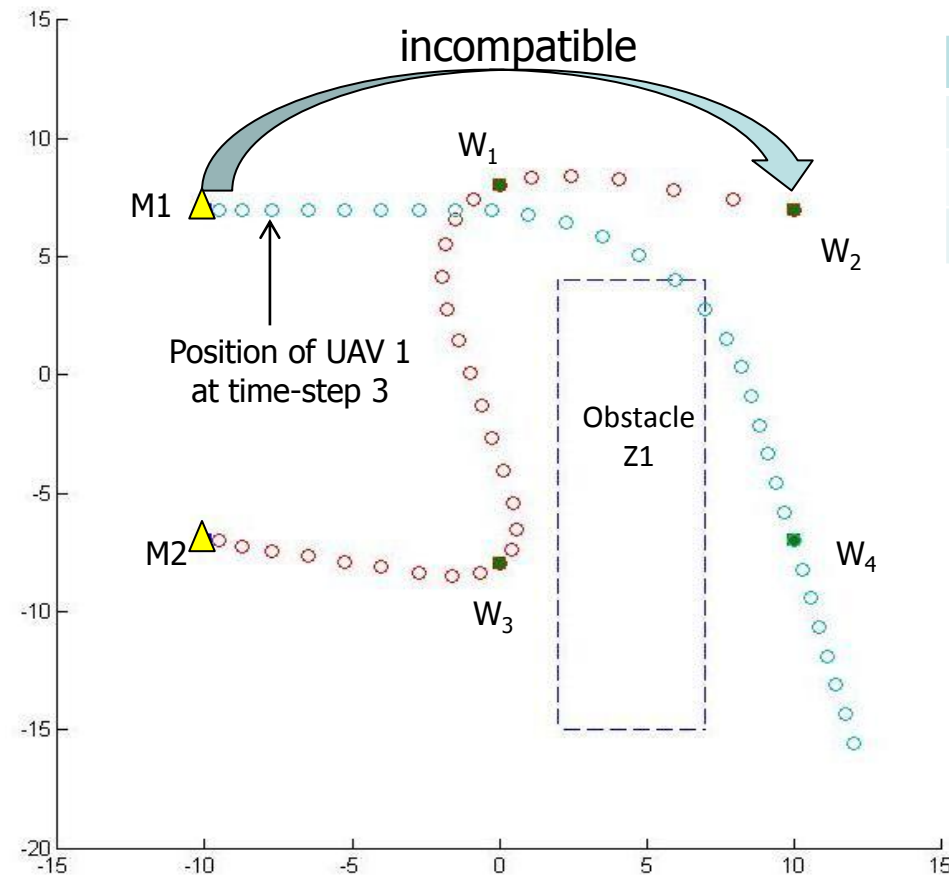 15
incompatible
10
W₁
M1
W₂
5
Position of UAV 1
at time-step 3
0
Obstacle
Z1
-5
M2
W₄
W₃
-10
-15
-20
-15
-10
-5
0
5
10
15